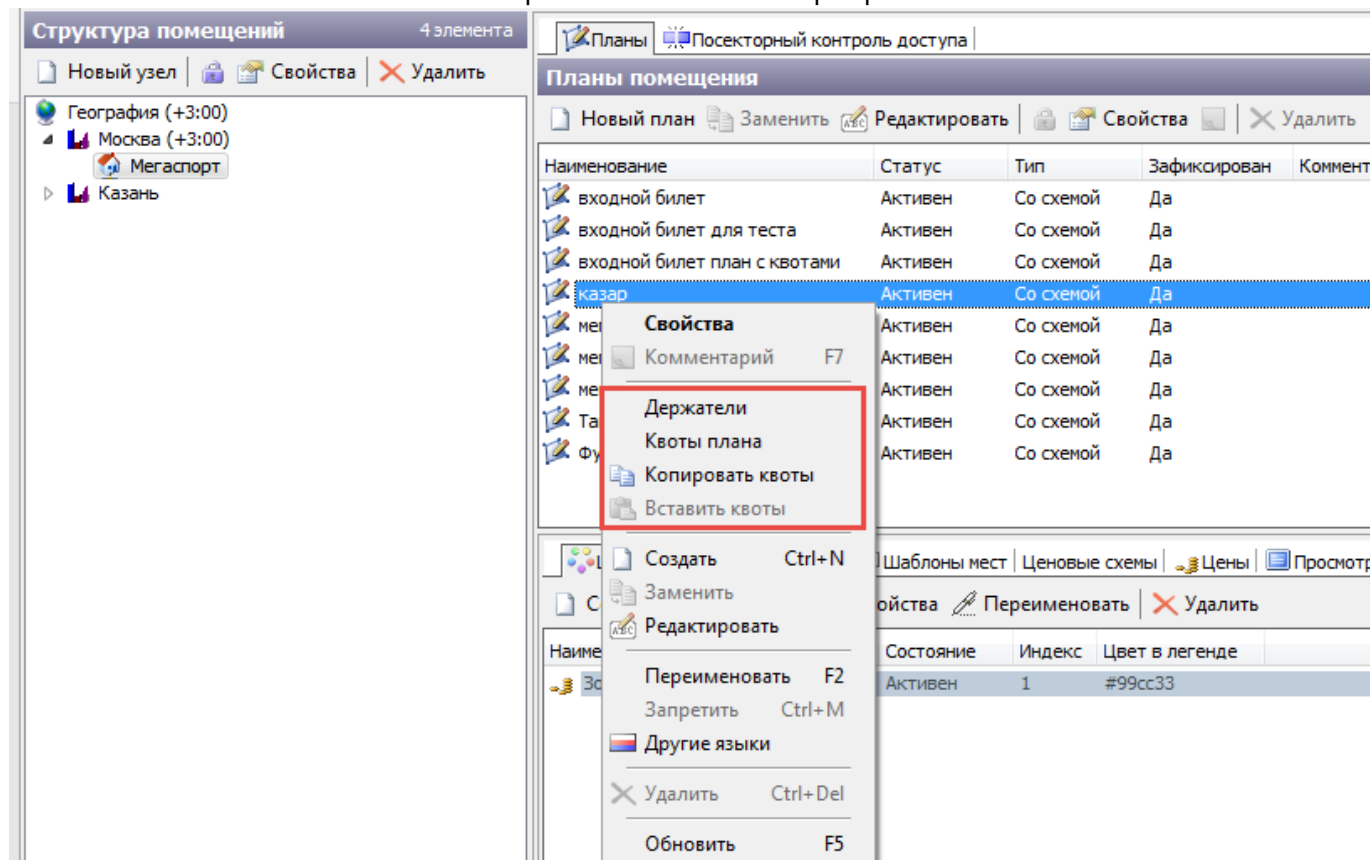 Структура помещений 4 элемента
Новый узел Свойства Удалить
География (+3:00)
Москва (+3:00)
Мегаспорт
Казань
Планы Посекторный контроль доступа
Планы помещения
Новый план Заменить Редактировать Свойства Удалить
Наименование Статус Тип Зафиксирован Коммент
входной билет Активен Со схемой Да
входной билет для теста Активен Со схемой Да
входной билет план с квотами Активен Со схемой Да
казар Активен Со схемой Да
Активен Со схемой Да
Активен Со схемой Да
Активен Со схемой Да
Та Активен Со схемой Да
Фу Активен Со схемой Да
Свойства
Комментарий F7
Держатели
Квоты плана
Копировать квоты
Вставить квоты
Создать Ctrl+N
Заменить
Редактировать
Переименовать F2
Запретить Ctrl+M
Другие языки
Удалить Ctrl+Del
Обновить F5
Шаблоны мест Ценовые схемы Цены Просмотр
С ойства Переименовать Удалить
Наиме Состояние Индекс Цвет в легенде
Зо Активен 1 #99cc33